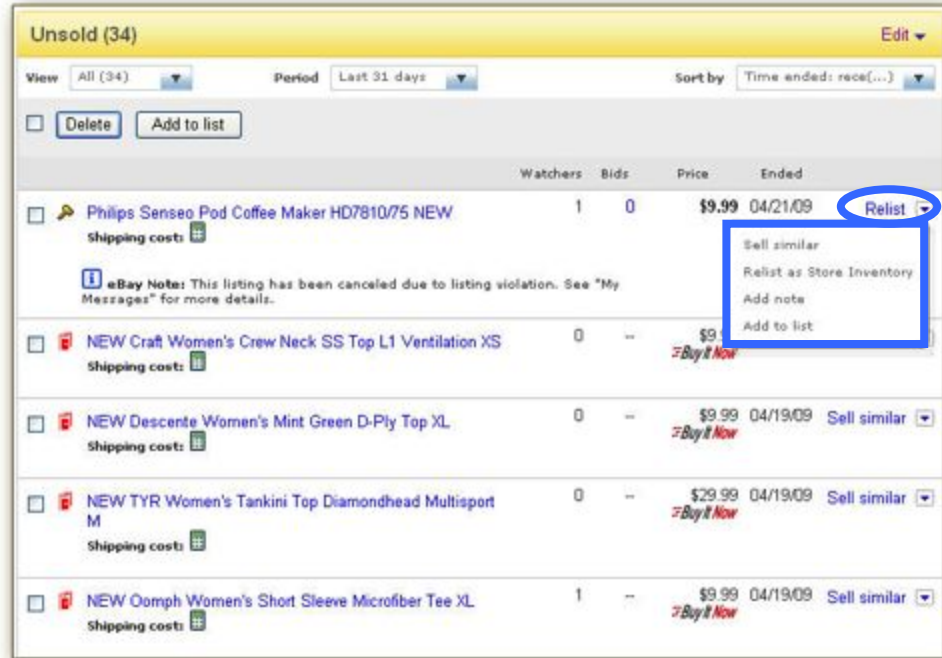 Unsold (34) Edit
View All (34) Period Last 31 days Sort by Time ended: rece(...)
Delete Add to list
Watchers Bids Price Ended
Philips Senseo Pod Coffee Maker HD7810/75 NEW 1 0 $9.99 04/21/09 Relist
Shipping cost:
Sell similar
Relist as Store Inventory
Add note
Add to list
eBay Note: This listing has been canceled due to listing violation. See "My
Messages" for more details.
NEW Craft Women's Crew Neck SS Top L1 Ventilation XS 0 -- $9.
Shipping cost: Buy It Now
NEW Descente Women's Mint Green D-Ply Top XL 0 -- $9.99 04/19/09 Sell similar
Shipping cost: Buy It Now
NEW TYR Women's Tankini Top Diamondhead Multisport 0 -- $29.99 04/19/09 Sell similar
M Buy It Now
Shipping cost:
NEW Oomph Women's Short Sleeve Microfiber Tee XL 1 -- $9.99 04/19/09 Sell similar
Shipping cost: Buy It Now